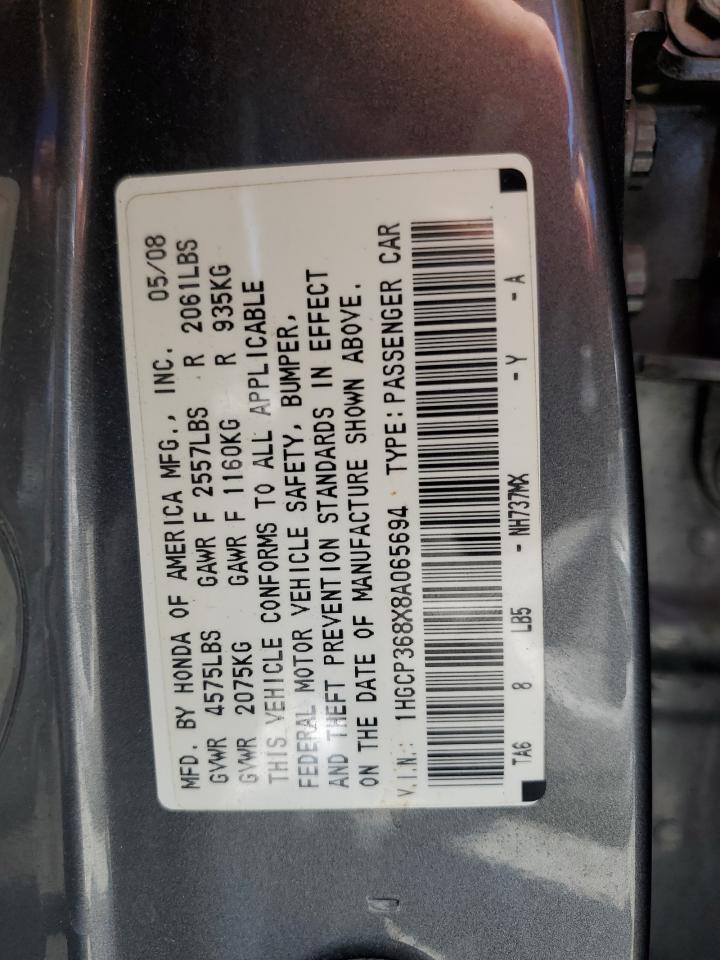 MFD. BY HONDA OF AMERICA MFG., INC. 05/08
GVWR 4575LBS GAWR F 2557LBS R 2061LBS
GVWR 2075KG GAWR F 1160KG R 935KG
THIS VEHICLE CONFORMS TO ALL APPLICABLE
FEDERAL MOTOR VEHICLE SAFETY, BUMPER,
AND THEFT PREVENTION STANDARDS IN EFFECT
ON THE DATE OF MANUFACTURE SHOWN ABOVE.
V.I.N.: 1HGCP368X8A065694 TYPE:PASSENGER CAR
TA6 8 LB5 - NH737MX - Y - A